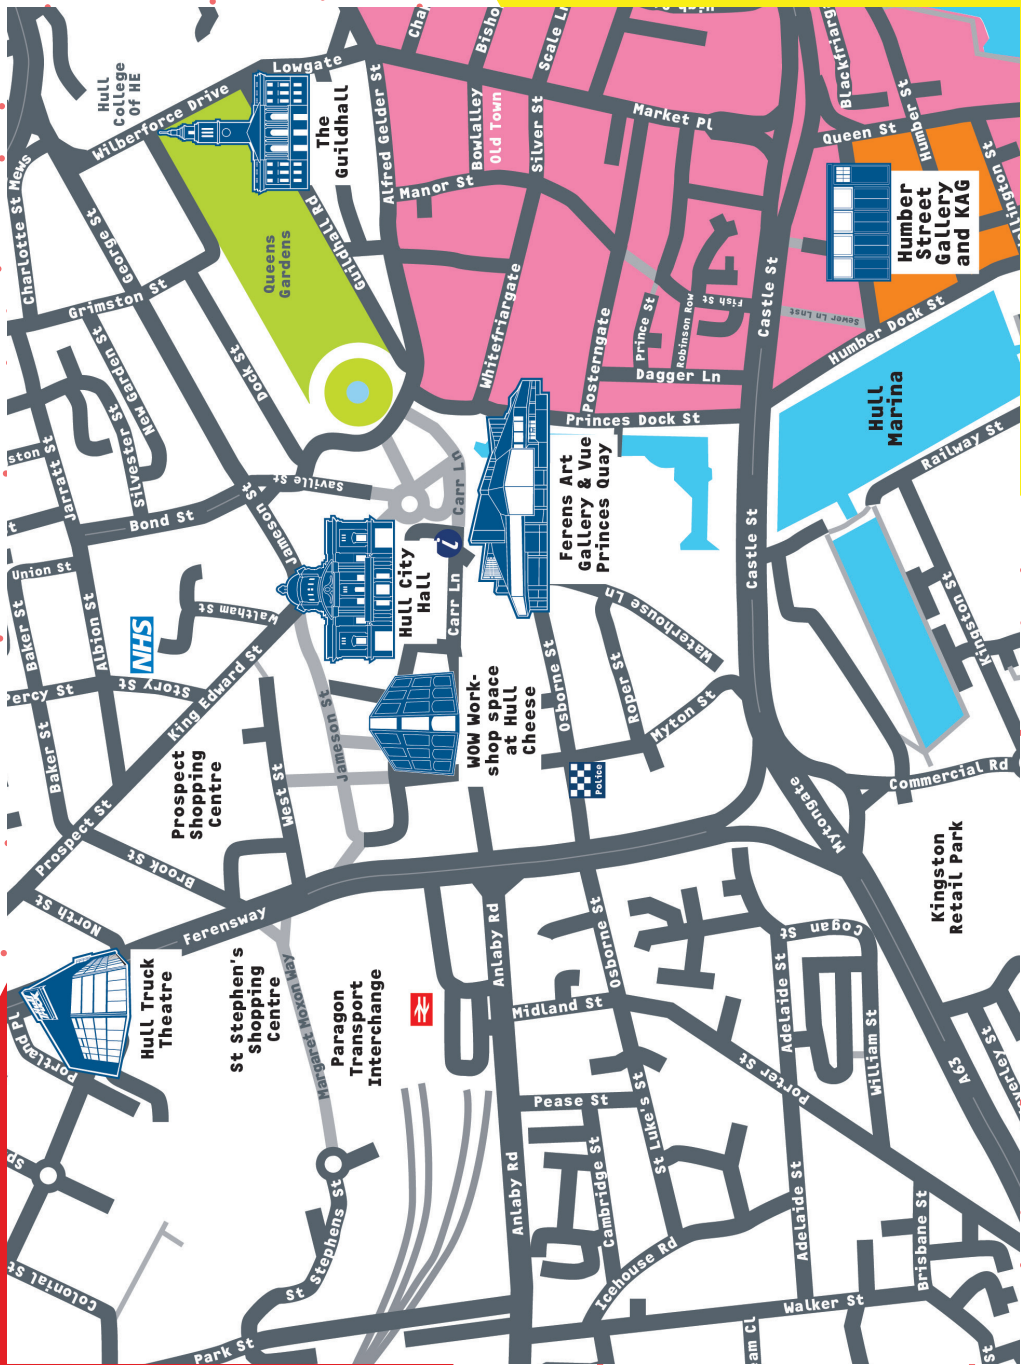 Hull
College
Of HE
Wilberforce Drive
Lowgate
The
Guildhall
Alfred Gelder St
Bowlalley
Old Town
Silver St
Scale Ln
Market Pl
Queen St
Humber St
Humber
Street
Gallery
and KAG
Humber Dock St
Castle St
Sewer Ln Lnst
Fish St
Robinson Row
Prince St
Dagger Ln
Posterngate
Whitefriargate
Manor St
Guildhall Rd
Queens
Gardens
Charlotte St Mews
George St
Grimston St
New Garden St
Silvester St
Dock St
Jarratt St
Bond St
Saville St
Jameson St
Carr Ln
Princes Dock St
Ferens Art
Gallery & Vue
Princes Quay
Hull
Marina
Railway St
Kingston St
Kingston St
Castle St
Hull City
Hall
i
Carr Ln
Union St
Baker St
Albion St
NHS
Waltham St
Story St
King Edward St
Baker St
Prospect St
Prospect
Shopping
Centre
West St
Jameson St
WOW Work-
shop space
at Hull
Cheese
Osborne St
Roper St
Waterhouse Ln
Myton St
Police
Mytongate
Commercial Rd
Kingston
Retail Park
Brook St
North St
Ferensway
Hull Truck
Theatre
St Stephen's
Shopping
Centre
Margaret Moxon Way
Paragon
Transport
Interchange
Anlaby Rd
Osborne St
Midland St
Cogan St
Adelaide St
William St
A63
Porter St
Portland Pl
Pease St
St Luke's St
Cambridge St
Anlaby Rd
Adelaide St
Brisbane St
Icehouse Rd
Walker St
St Stephens St
Colonial St
Park St